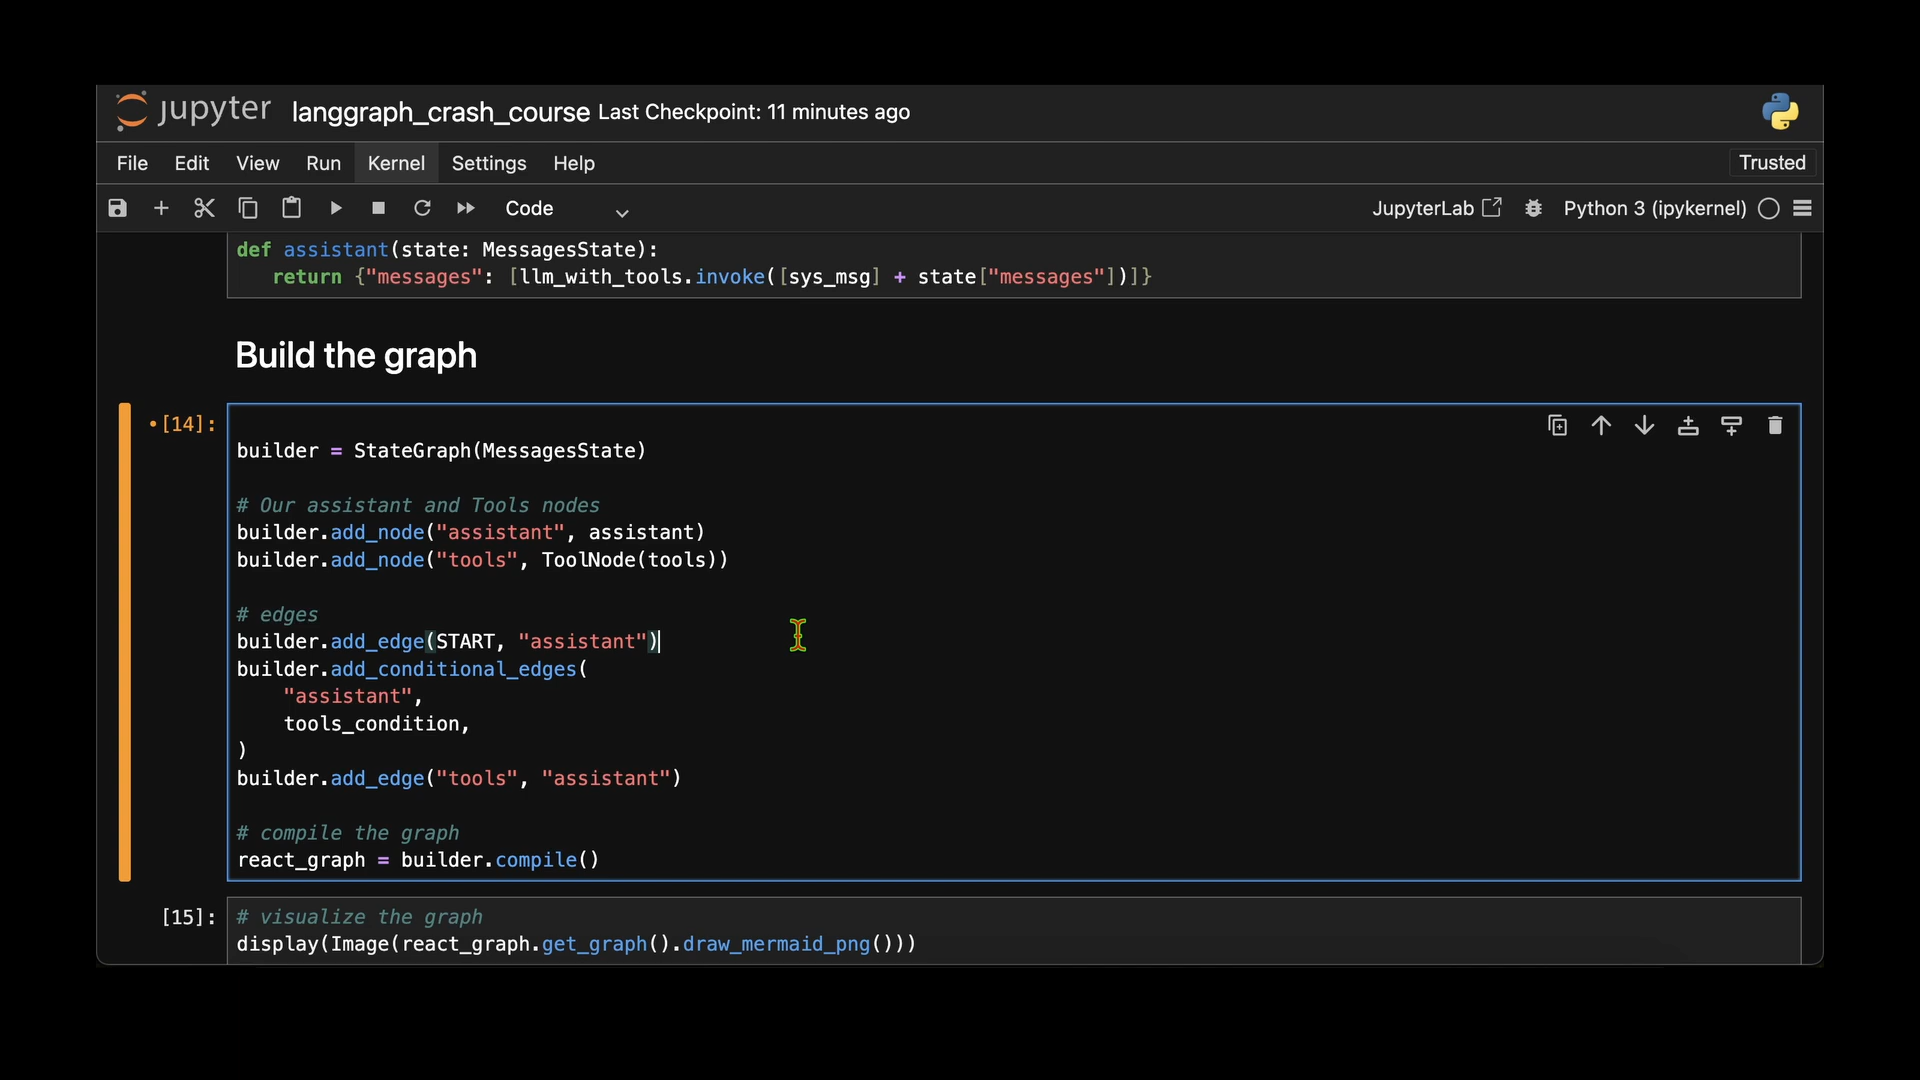 jupyter langgraph_crash_course Last Checkpoint: 11 minutes ago
File Edit View Run Kernel Settings Help Trusted
Code JupyterLab Python 3 (ipykernel)
def assistant(state: MessagesState):
return {"messages": [llm_with_tools.invoke([sys_msg] + state["messages"])]}
Build the graph
•[14]:
builder = StateGraph(MessagesState)
# Our assistant and Tools nodes
builder.add_node("assistant", assistant)
builder.add_node("tools", ToolNode(tools))
# edges
builder.add_edge(START, "assistant")
builder.add_conditional_edges(
"assistant",
tools_condition,
)
builder.add_edge("tools", "assistant")
# compile the graph
react_graph = builder.compile()
[15]: # visualize the graph
display(Image(react_graph.get_graph().draw_mermaid_png()))